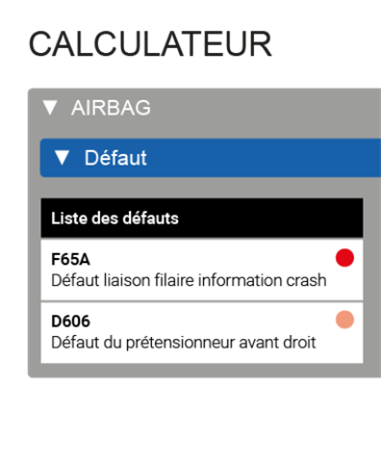 CALCULATEUR
▼ AIRBAG
▼ Défaut
Liste des défauts
F65A
Défaut liaison filaire information crash
D606
Défaut du prétensionneur avant droit